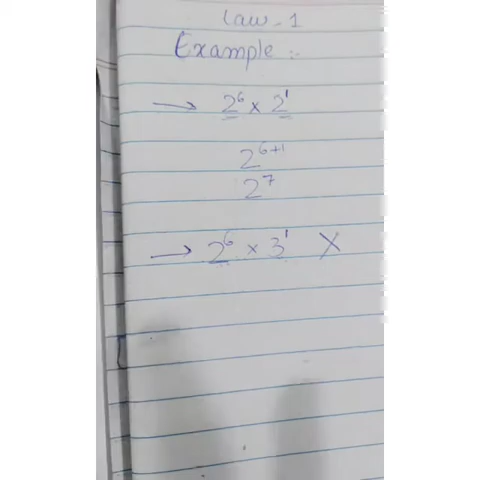 Law - 1
Example :-
→ 2⁶ x 2¹
2⁶⁺¹
2⁷
→ 2⁶ x 3¹ X